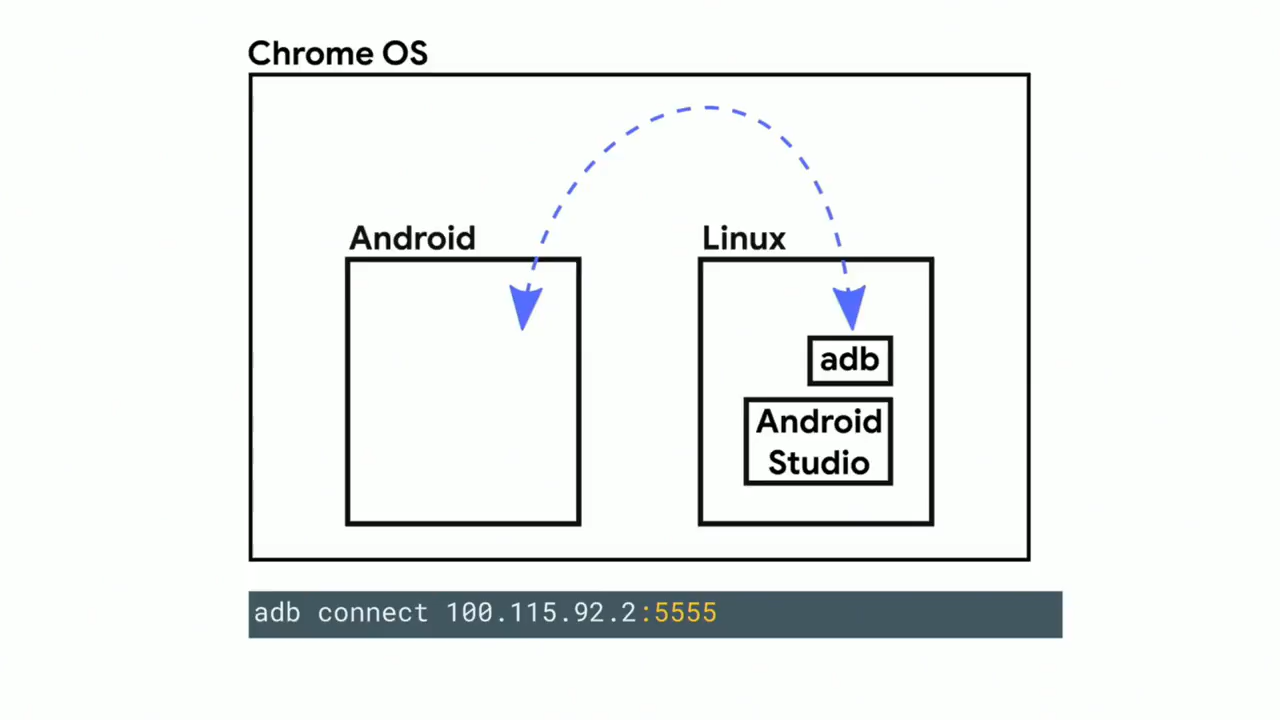 Chrome OS
Android
Linux
adb
Android
Studio
adb connect 100.115.92.2:5555